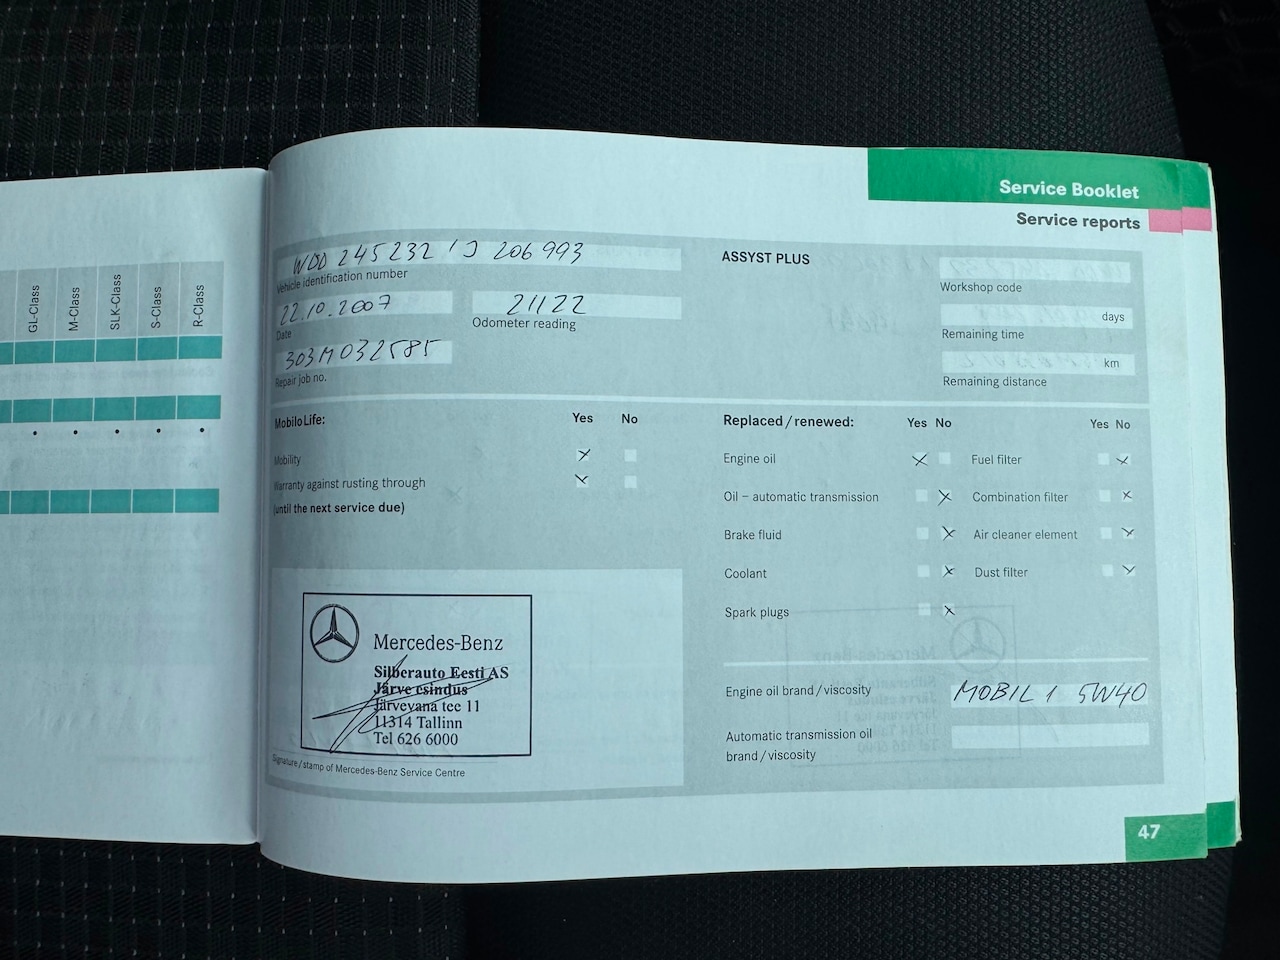 GL-Class
M-Class
SLK-Class
S-Class
R-Class
Service Booklet
Service reports
WDD 245232 1J 206993
Vehicle identification number
22.10.2007
Date
21122
Odometer reading
303M032585
Repair job no.
ASSYST PLUS
Workshop code
days
Remaining time
km
Remaining distance
MobiloLife: Yes No
Mobility
Warranty against rusting through
(until the next service due)
Replaced / renewed: Yes No Yes No
Engine oil Fuel filter
Oil – automatic transmission Combination filter
Brake fluid Air cleaner element
Coolant Dust filter
Spark plugs
Engine oil brand / viscosity MOBIL 1 5W40
Automatic transmission oil
brand / viscosity
Mercedes-Benz
Silberauto Eesti AS
Järve esindus
Järvevana tee 11
11314 Tallinn
Tel 626 6000
Signature / stamp of Mercedes-Benz Service Centre
47